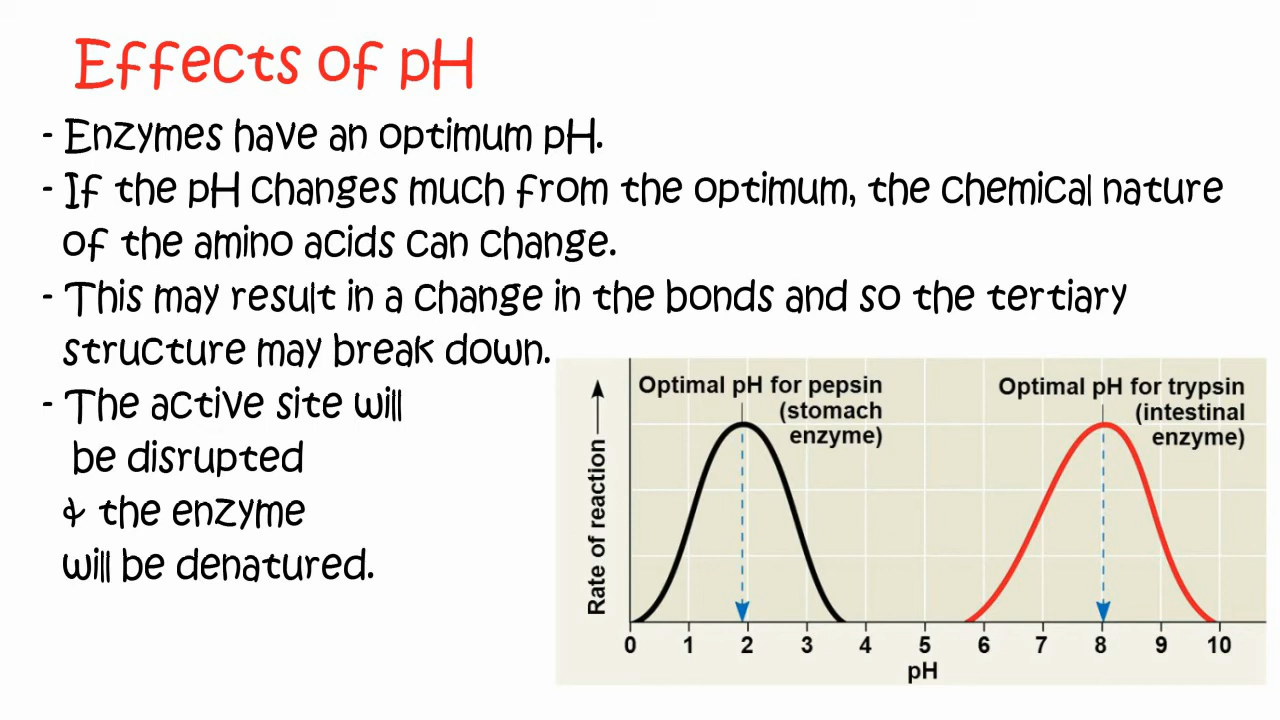 Effects of pH
- Enzymes have an optimum pH.
- If the pH changes much from the optimum, the chemical nature
of the amino acids can change.
- This may result in a change in the bonds and so the tertiary
structure may break down.
- The active site will
be disrupted
& the enzyme
will be denatured.
Optimal pH for pepsin
(stomach
enzyme)
Optimal pH for trypsin
(intestinal
enzyme)
Rate of reaction
0 1 2 3 4 5 6 7 8 9 10
pH